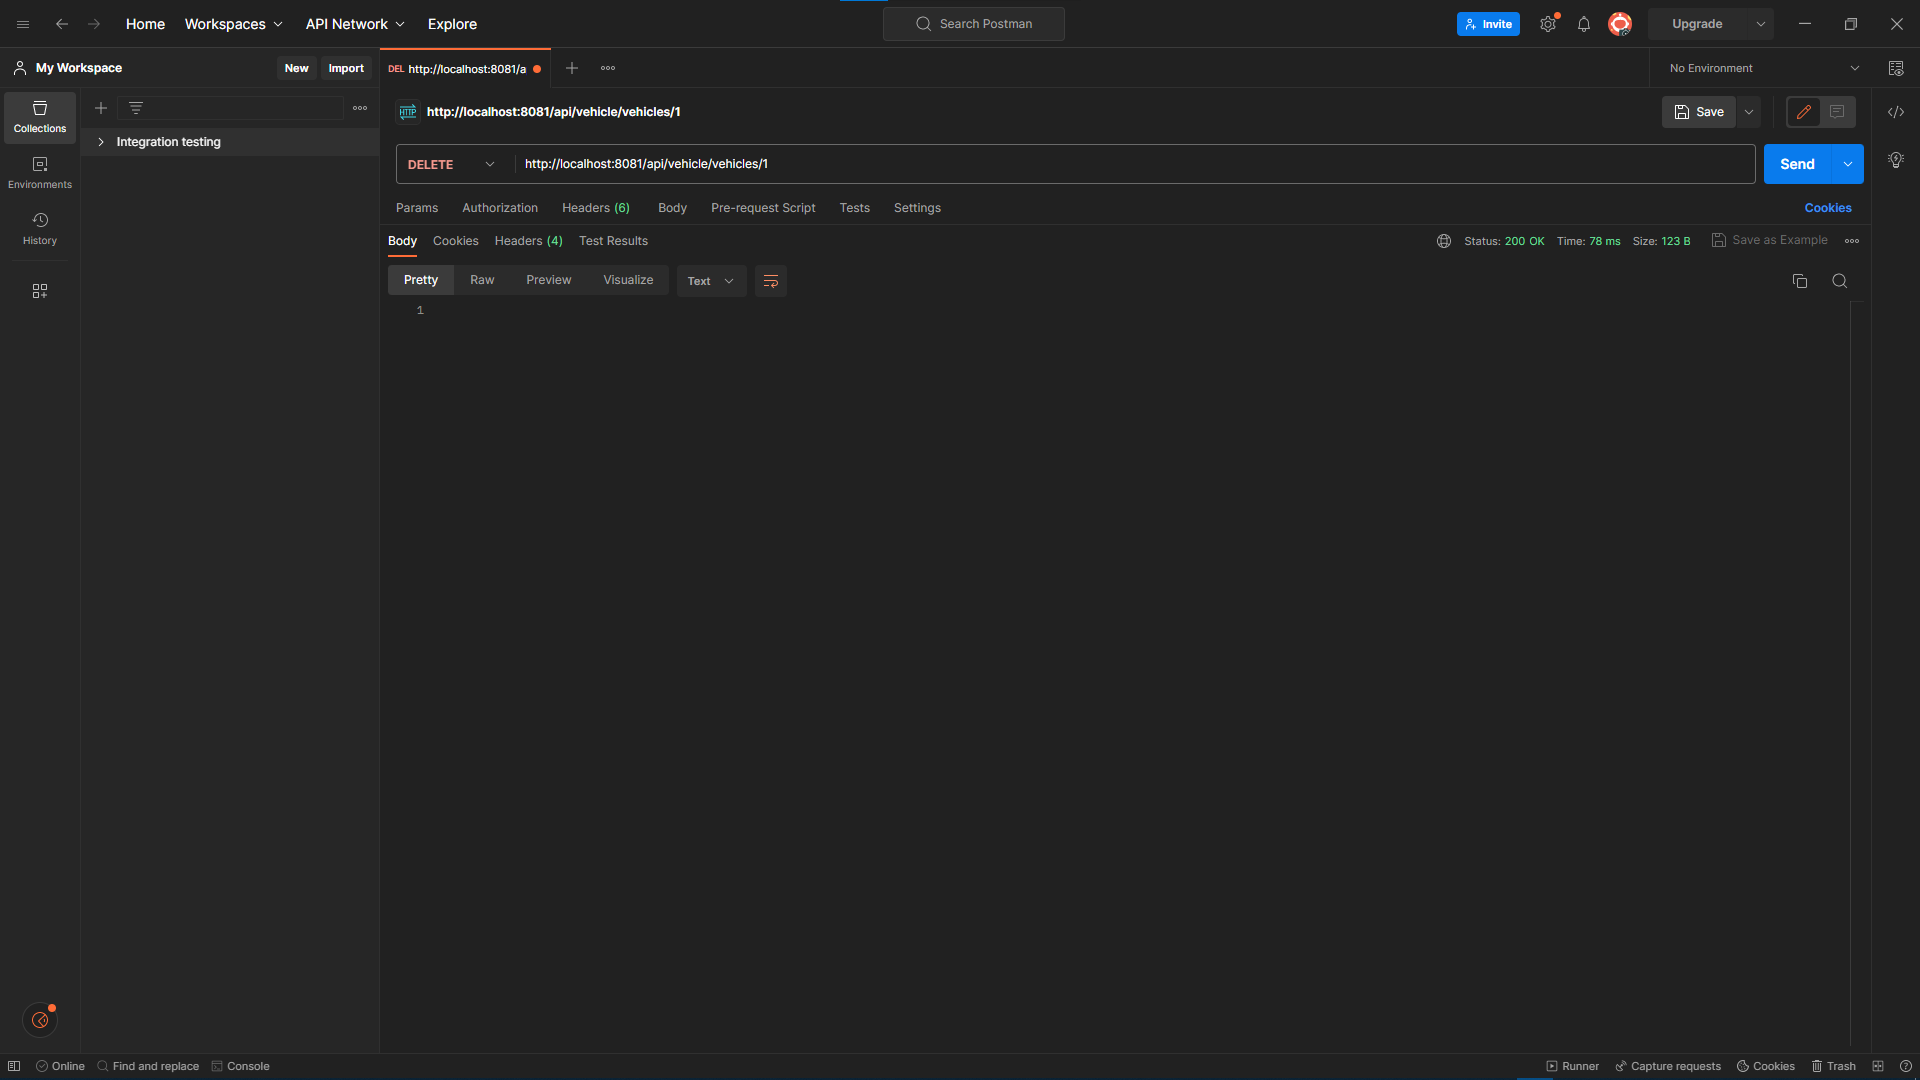 Home Workspaces API Network Explore Search Postman Invite Upgrade
My Workspace New Import DEL http://localhost:8081/a No Environment
HTTP http://localhost:8081/api/vehicle/vehicles/1 Save
Collections
Integration testing
DELETE http://localhost:8081/api/vehicle/vehicles/1 Send
Environments
Params Authorization Headers (6) Body Pre-request Script Tests Settings Cookies
History
Body Cookies Headers (4) Test Results Status: 200 OK Time: 78 ms Size: 123 B Save as Example
Pretty Raw Preview Visualize Text
1
Online Find and replace Console Runner Capture requests Cookies Trash